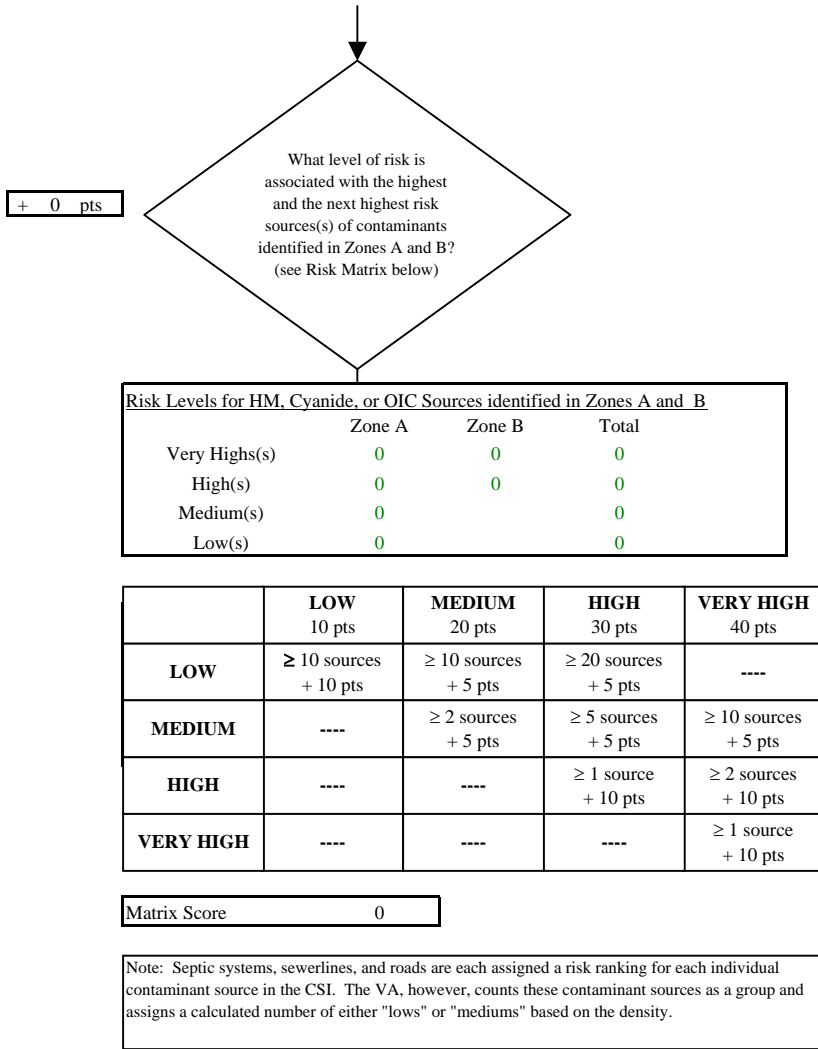 What level of risk is
associated with the highest
and the next highest risk
sources(s) of contaminants
identified in Zones A and B?
(see Risk Matrix below)
+ 0 pts
Risk Levels for HM, Cyanide, or OIC Sources identified in Zones A and B
Zone A Zone B Total
Very Highs(s) 0 0 0
High(s) 0 0 0
Medium(s) 0 0
Low(s) 0 0
LOW MEDIUM HIGH VERY HIGH
10 pts 20 pts 30 pts 40 pts
LOW ≥ 10 sources ≥ 10 sources ≥ 20 sources ----
+ 10 pts + 5 pts + 5 pts
MEDIUM ---- ≥ 2 sources ≥ 5 sources ≥ 10 sources
+ 5 pts + 5 pts + 5 pts
HIGH ---- ---- ≥ 1 source ≥ 2 sources
+ 10 pts + 10 pts
VERY HIGH ---- ---- ---- ≥ 1 source
+ 10 pts
Matrix Score 0
Note: Septic systems, sewerlines, and roads are each assigned a risk ranking for each individual
contaminant source in the CSI. The VA, however, counts these contaminant sources as a group and
assigns a calculated number of either "lows" or "mediums" based on the density.